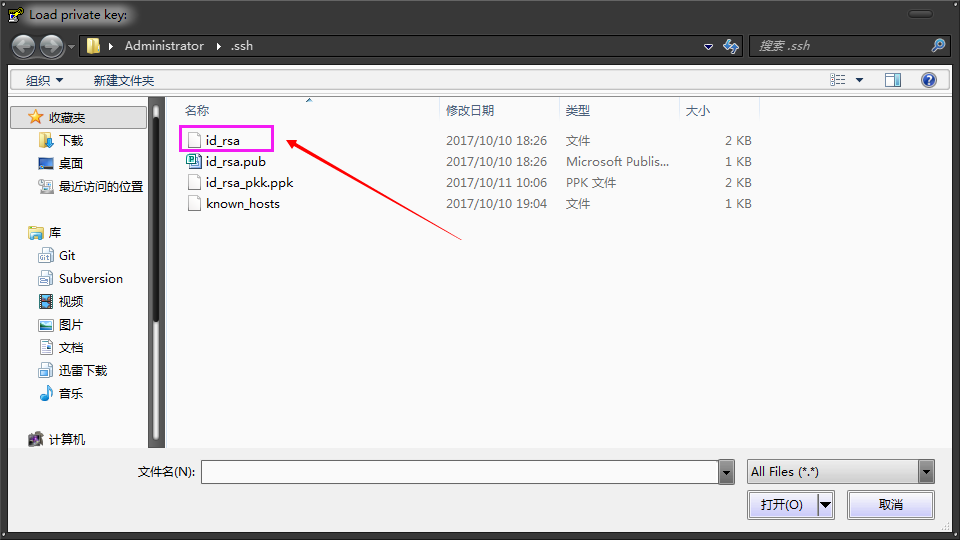 Load private key:
Administrator .ssh 搜索 .ssh
组织 新建文件夹
收藏夹
下载
桌面
最近访问的位置
库
Git
Subversion
视频
图片
文档
迅雷下载
音乐
计算机
名称 修改日期 类型 大小
id_rsa 2017/10/10 18:26 文件 2 KB
id_rsa.pub 2017/10/10 18:26 Microsoft Publis... 1 KB
id_rsa_pkk.ppk 2017/10/11 10:06 PPK 文件 2 KB
known_hosts 2017/10/10 19:04 文件 1 KB
文件名(N): All Files (*.*)
打开(O) 取消